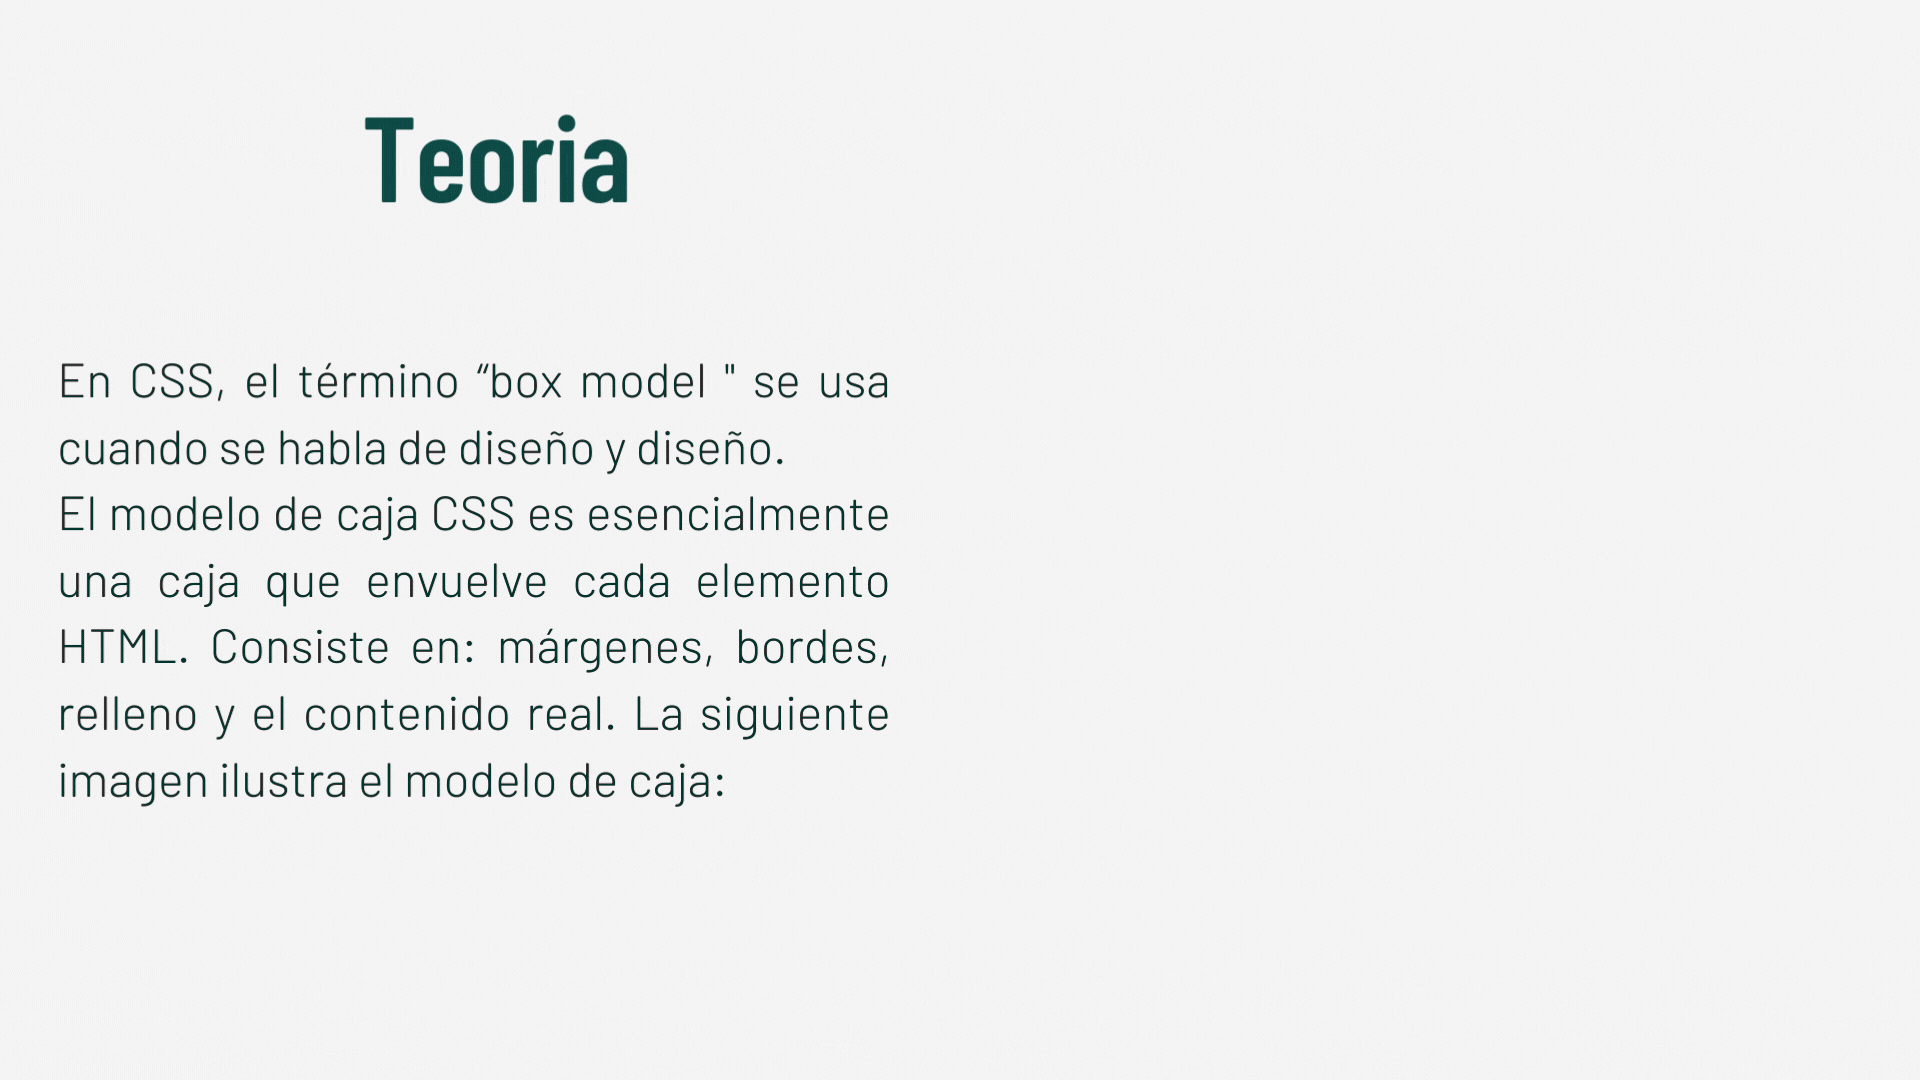 Teoria
En CSS, el término “box model " se usa
cuando se habla de diseño y diseño.
El modelo de caja CSS es esencialmente
una caja que envuelve cada elemento
HTML. Consiste en: márgenes, bordes,
relleno y el contenido real. La siguiente
imagen ilustra el modelo de caja: